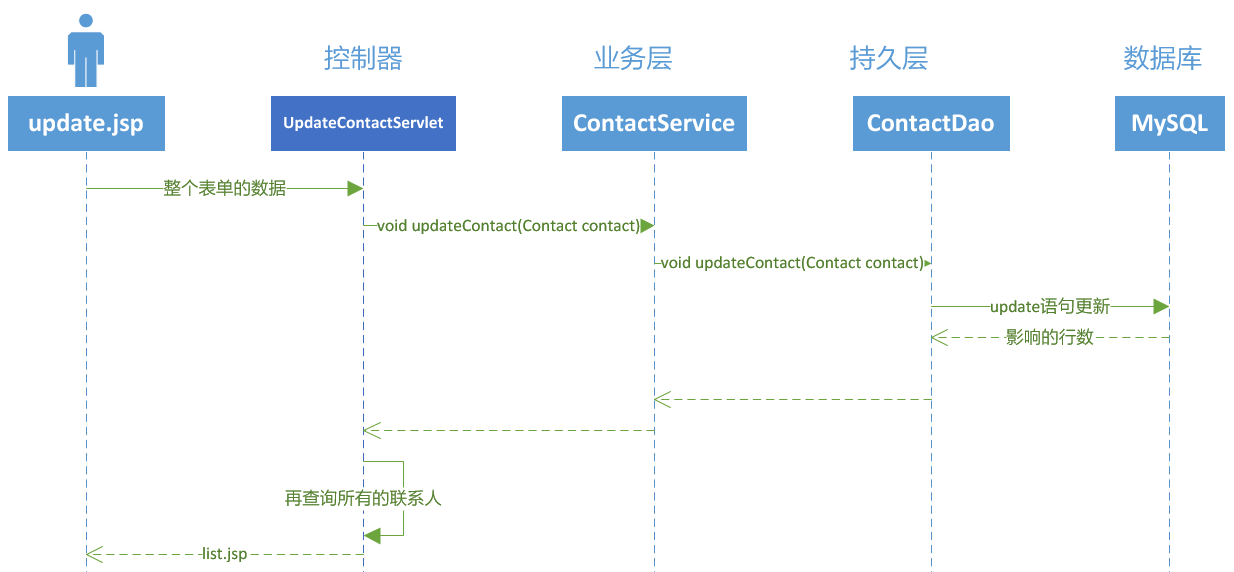 控制器
业务层
持久层
数据库
update.jsp
UpdateContactServlet
ContactService
ContactDao
MySQL
整个表单的数据
void updateContact(Contact contact)
void updateContact(Contact contact)
update语句更新
影响的行数
再查询所有的联系人
list.jsp